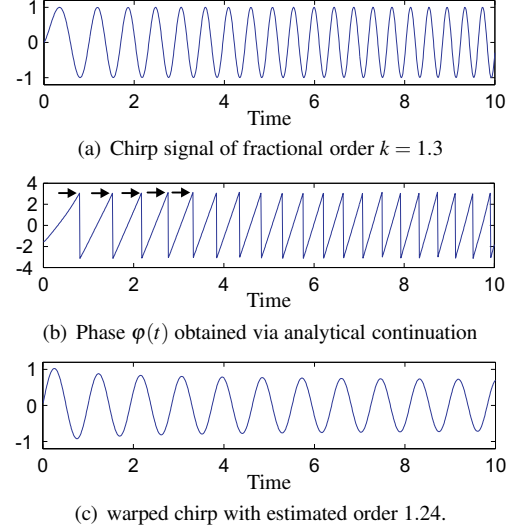 1
0
-1
0 2 4 6 8 10
Time
(a) Chirp signal of fractional order k = 1.3
4
2
0
-2
-4
0 2 4 6 8 10
Time
(b) Phase φ(t) obtained via analytical continuation
1
0
-1
0 2 4 6 8 10
Time
(c) warped chirp with estimated order 1.24.